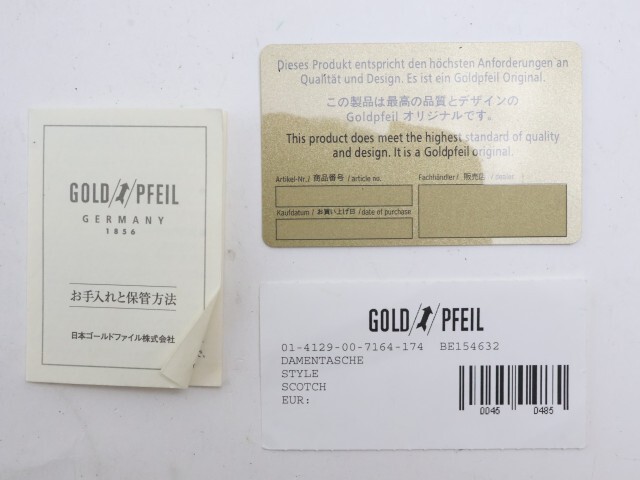 GOLD PFEIL
GERMANY
1856
お手入れと保管方法
日本ゴールドファイル株式会社
Dieses Produkt entspricht den höchsten Anforderungen an
Qualität und Design. Es ist ein Goldpfeil Original.
この製品は最高の品質とデザインの
Goldpfeil オリジナルです。
This product does meet the highest standard of quality
and design. It is a Goldpfeil original.
Artikel-Nr./ 商品番号 / article no.
Fachhändler / 販売店 /
Kaufdatum / お買い上げ日 / date of purchase
GOLD PFEIL
01-4129-00-7164-174 BE154632
DAMENTASCHE
STYLE
SCOTCH
EUR:
0046 0485